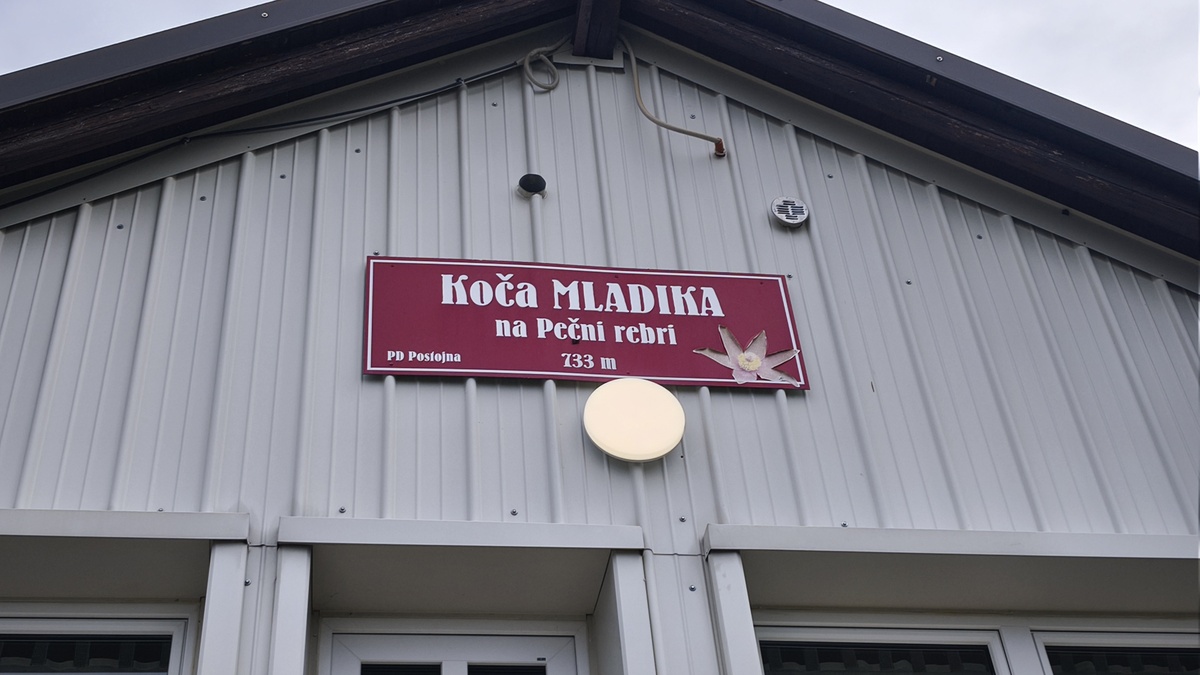 Koča MLADIKA
na Pečni rebri
733 m
PD Postojna